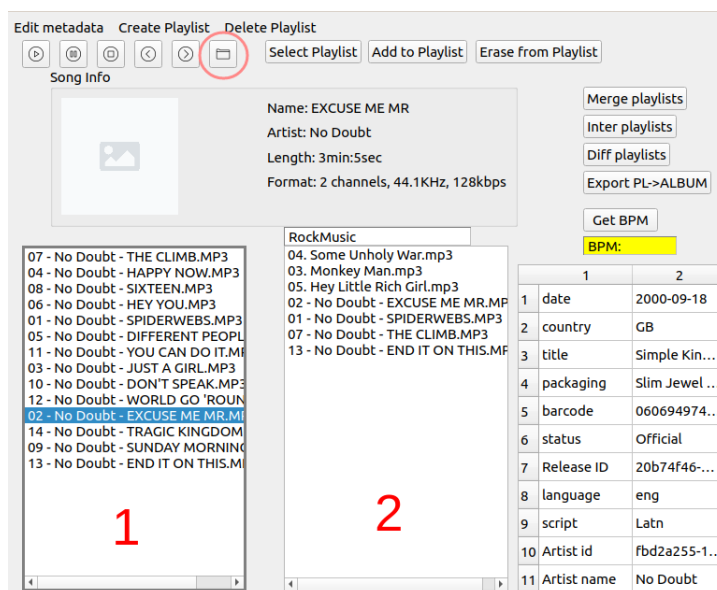 Edit metadata Create Playlist Delete Playlist
Select Playlist Add to Playlist Erase from Playlist
Song Info
Name: EXCUSE ME MR
Artist: No Doubt
Length: 3min:5sec
Format: 2 channels, 44.1KHz, 128kbps
Merge playlists
Inter playlists
Diff playlists
Export PL->ALBUM
Get BPM
BPM:
07 - No Doubt - THE CLIMB.MP3
04 - No Doubt - HAPPY NOW.MP3
08 - No Doubt - SIXTEEN.MP3
06 - No Doubt - HEY YOU.MP3
01 - No Doubt - SPIDERWEBS.MP3
05 - No Doubt - DIFFERENT PEOPL
11 - No Doubt - YOU CAN DO IT.MP
03 - No Doubt - JUST A GIRL.MP3
10 - No Doubt - DON'T SPEAK.MP3
12 - No Doubt - WORLD GO 'ROUN
02 - No Doubt - EXCUSE ME MR.MP
14 - No Doubt - TRAGIC KINGDOM
09 - No Doubt - SUNDAY MORNING
13 - No Doubt - END IT ON THIS.MP
1
RockMusic
04. Some Unholy War.mp3
03. Monkey Man.mp3
05. Hey Little Rich Girl.mp3
02 - No Doubt - EXCUSE ME MR.MP
01 - No Doubt - SPIDERWEBS.MP3
07 - No Doubt - THE CLIMB.MP3
13 - No Doubt - END IT ON THIS.MP
2
1 2
1 date 2000-09-18
2 country GB
3 title Simple Kin...
4 packaging Slim Jewel ...
5 barcode 060694974...
6 status Official
7 Release ID 20b74f46-...
8 language eng
9 script Latn
10 Artist id fbd2a255-1...
11 Artist name No Doubt